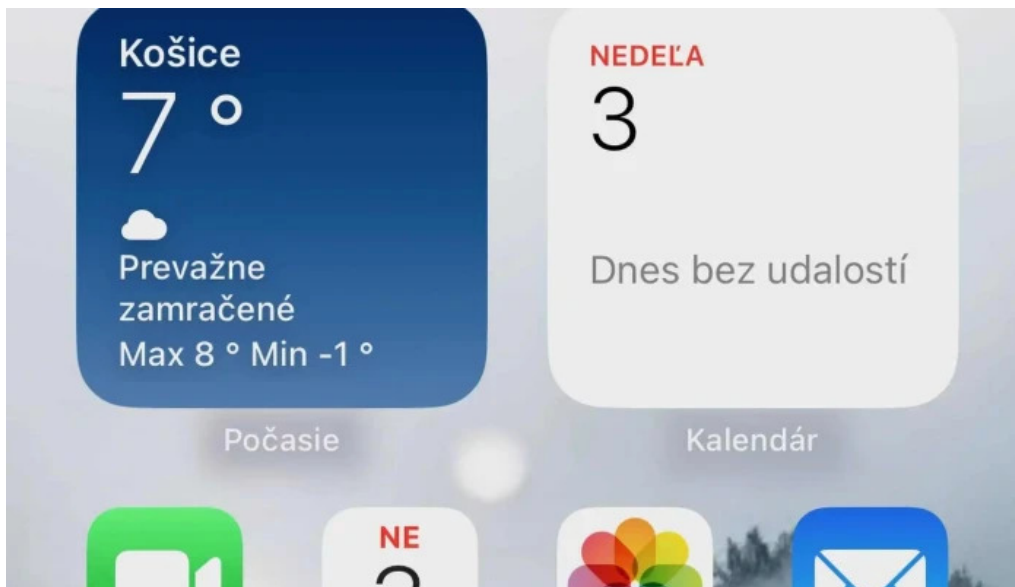 Košice
7 °
Prevažne
zamračené
Max 8 ° Min -1 °
Počasie
NEDEĽA
3
Dnes bez udalostí
Kalendár
NE